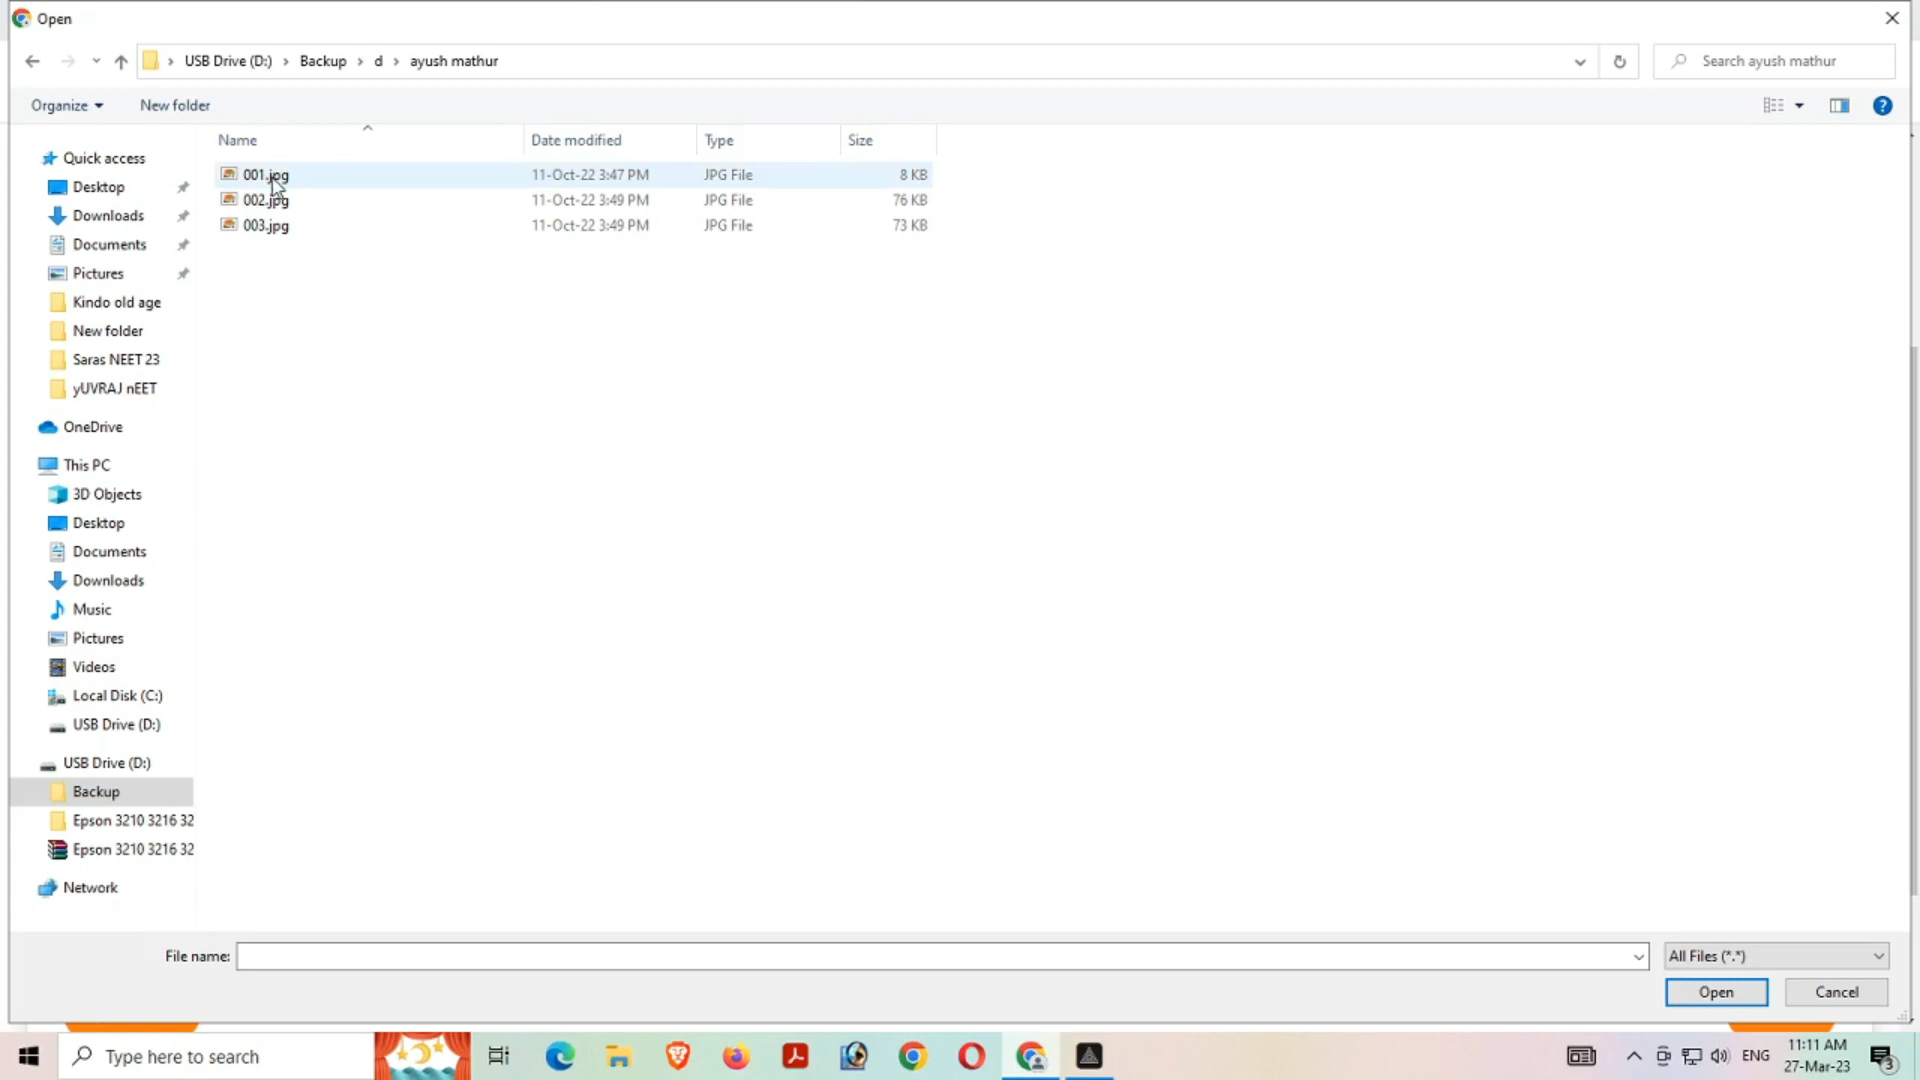 Open
USB Drive (D:) > Backup > d > ayush mathur
Search ayush mathur
Organize
New folder
Name
Date modified
Type
Size
001.jpg 11-Oct-22 3:47 PM JPG File 8 KB
002.jpg 11-Oct-22 3:49 PM JPG File 76 KB
003.jpg 11-Oct-22 3:49 PM JPG File 73 KB
Quick access
Desktop
Downloads
Documents
Pictures
Kindo old age
New folder
Saras NEET 23
yUVRAJ nEET
OneDrive
This PC
3D Objects
Desktop
Documents
Downloads
Music
Pictures
Videos
Local Disk (C:)
USB Drive (D:)
USB Drive (D:)
Backup
Epson 3210 3216 32
Epson 3210 3216 32
Network
File name:
All Files (*.*)
Open
Cancel
Type here to search
ENG
11:11 AM
27-Mar-23
3